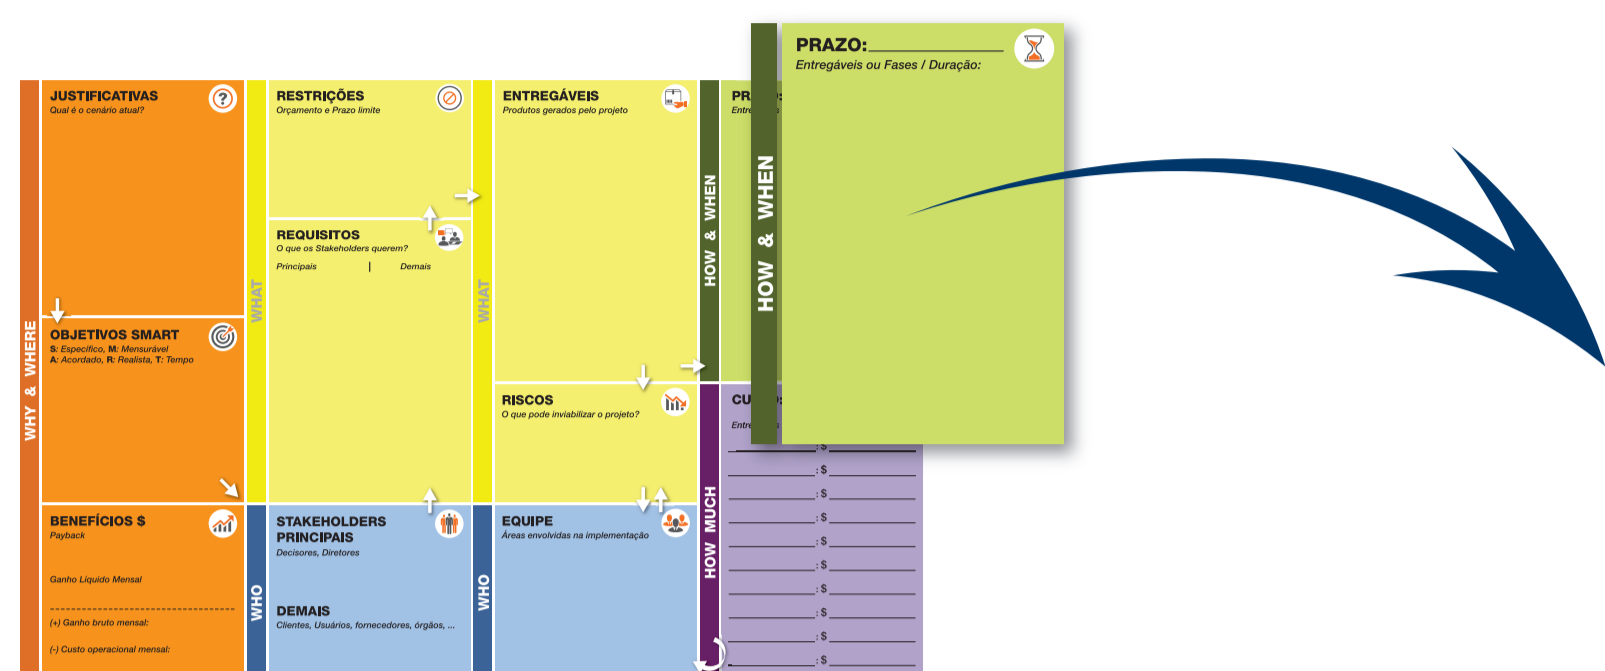 WHY & WHERE
JUSTIFICATIVAS
Qual é o cenário atual?
OBJETIVOS SMART
S: Específico, M: Mensurável
A: Acordado, R: Realista, T: Tempo
BENEFÍCIOS $
Payback
Ganho Líquido Mensal
(+) Ganho bruto mensal:
(-) Custo operacional mensal:
WHAT
RESTRIÇÕES
Orçamento e Prazo limite
REQUISITOS
O que os Stakeholders querem?
Principais | Demais
WHO
STAKEHOLDERS
PRINCIPAIS
Decisores, Diretores
DEMAIS
Clientes, Usuários, fornecedores, órgãos, ...
WHAT
ENTREGÁVEIS
Produtos gerados pelo projeto
RISCOS
O que pode inviabilizar o projeto?
WHO
EQUIPE
Áreas envolvidas na implementação
HOW & WHEN
HOW MUCH
: $
: $
: $
: $
: $
: $
: $
: $
: $
: $
HOW & WHEN
PRAZO:
Entregáveis ou Fases / Duração: